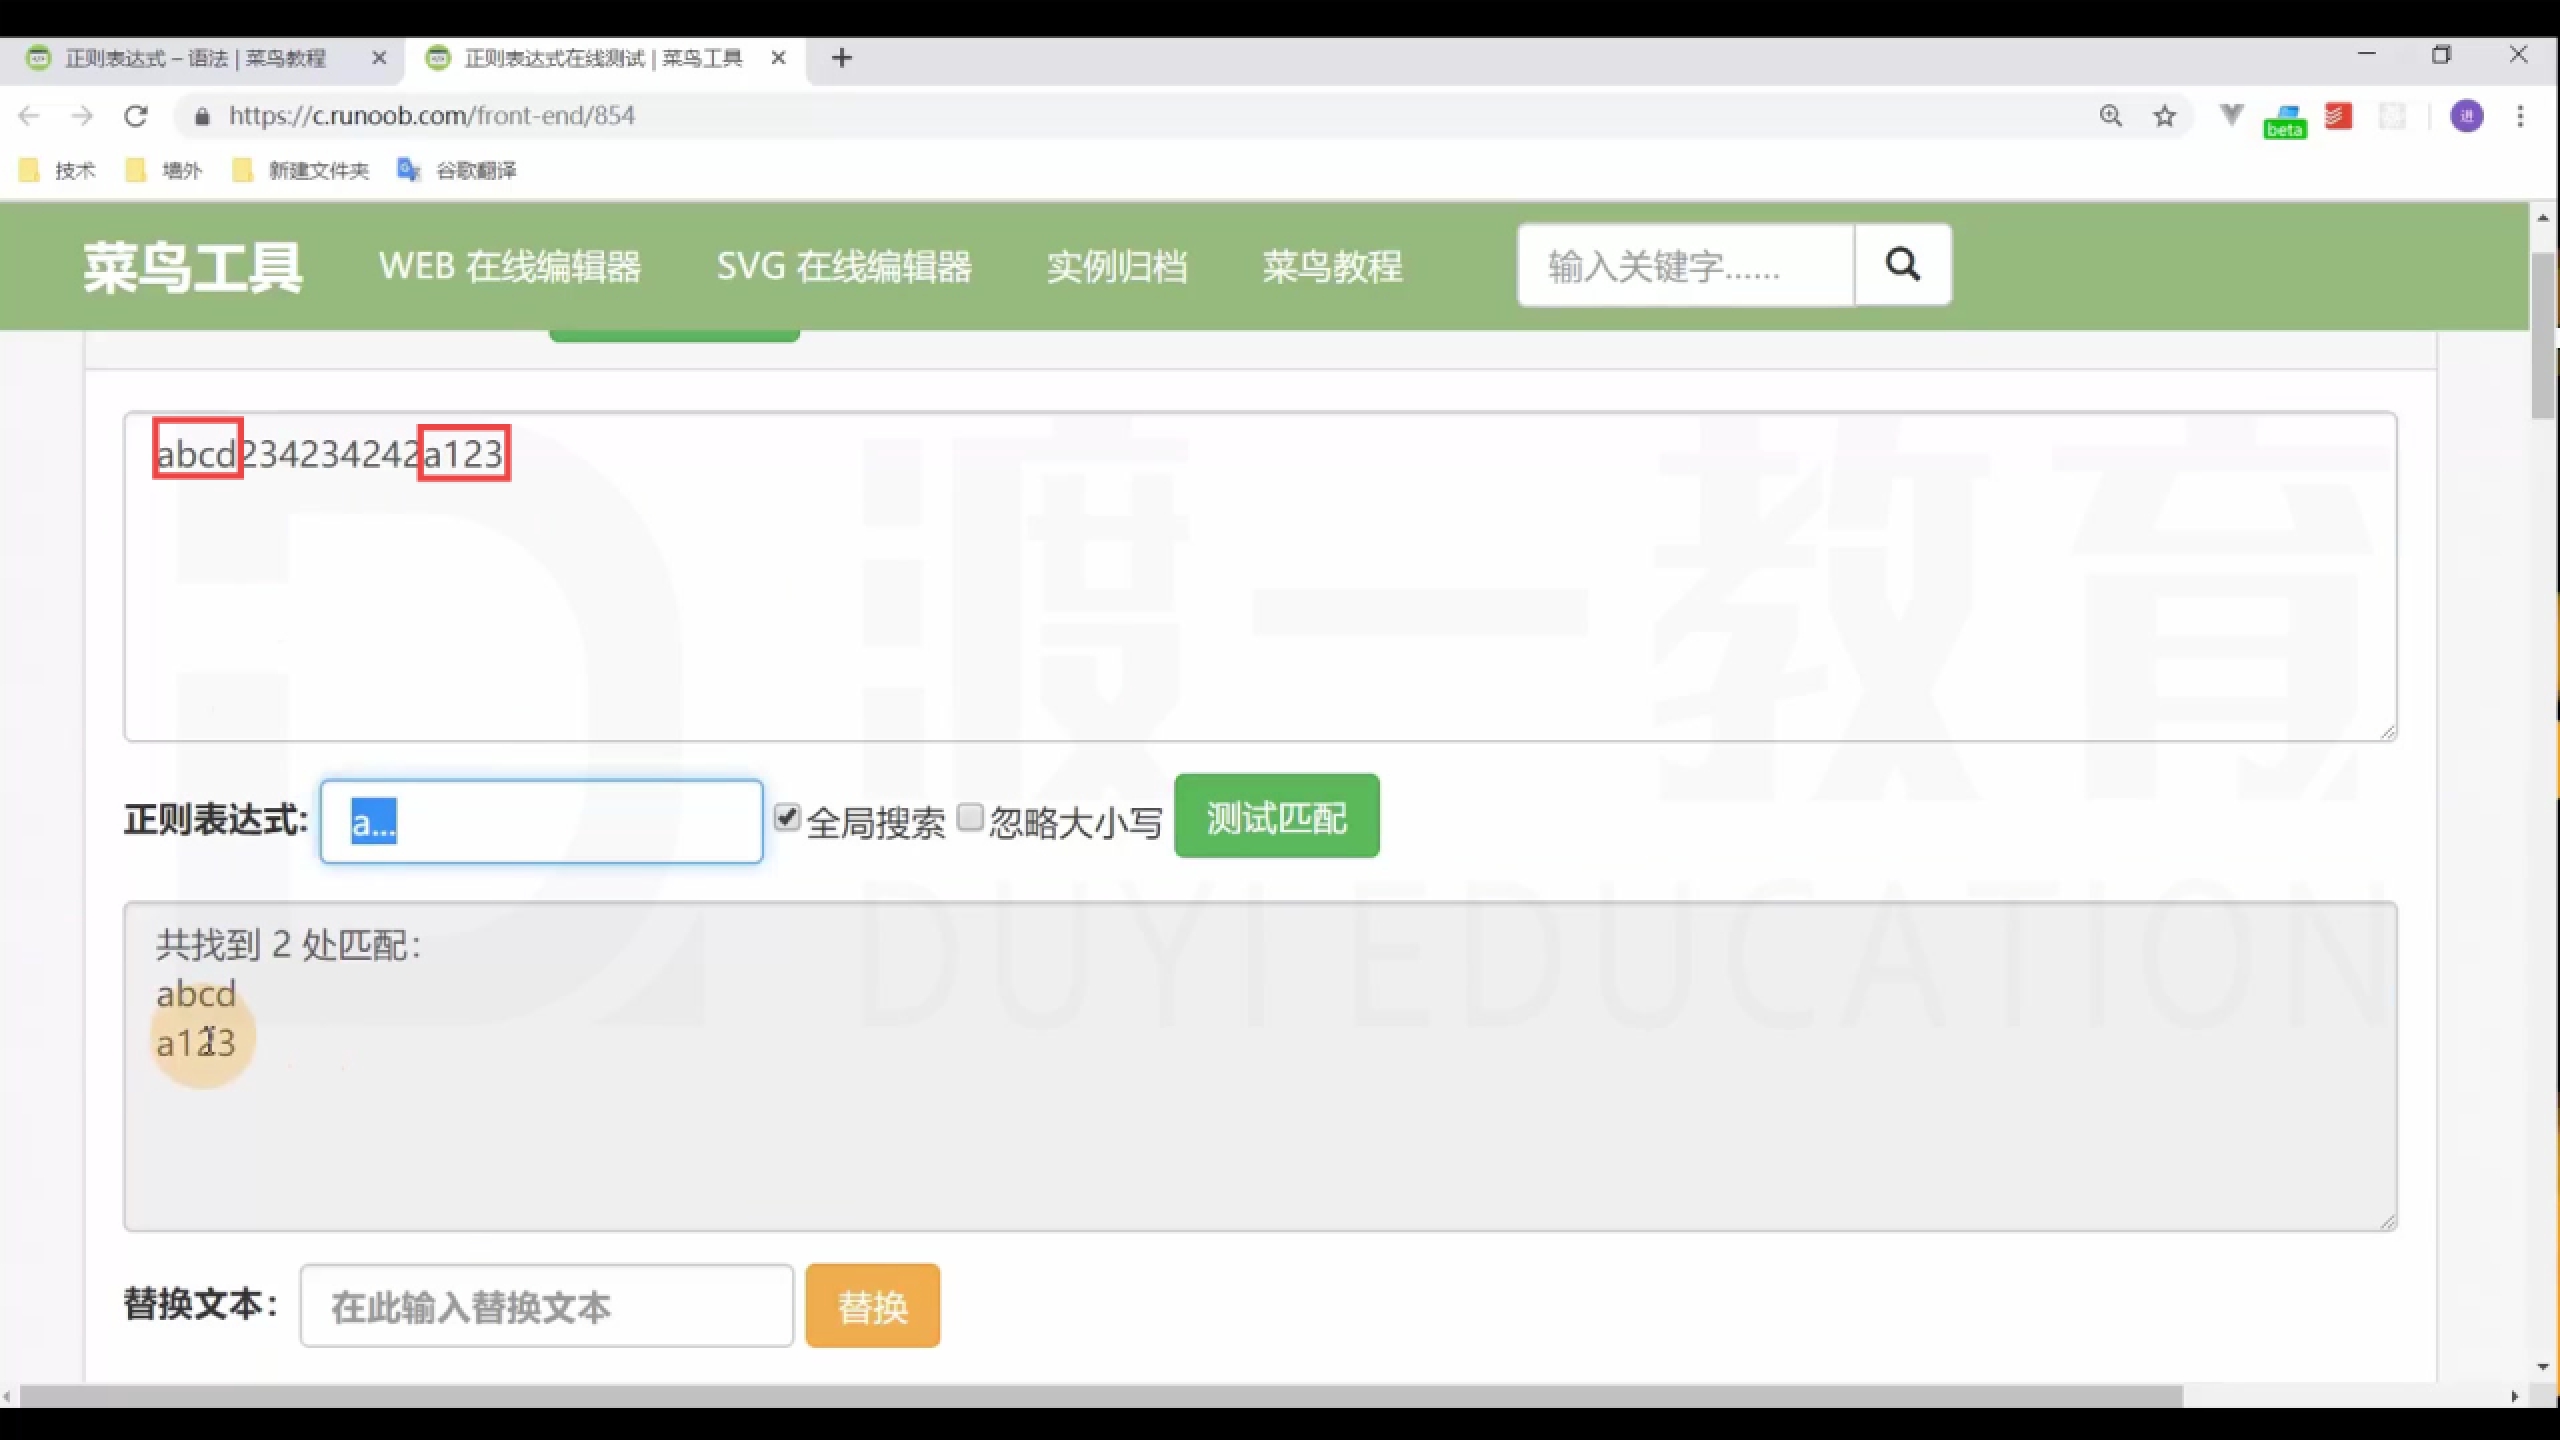 正则表达式 – 语法 | 菜鸟教程
正则表达式在线测试 | 菜鸟工具
https://c.runoob.com/front-end/854
beta
进
技术
墙外
新建文件夹
谷歌翻译
菜鸟工具
WEB 在线编辑器
SVG 在线编辑器
实例归档
菜鸟教程
输入关键字......
abcd234234242a123
渡一教育
正则表达式:
a...
全局搜索
忽略大小写
测试匹配
DUYI EDUCATION
共找到 2 处匹配：
abcd
a123
替换文本：
在此输入替换文本
替换